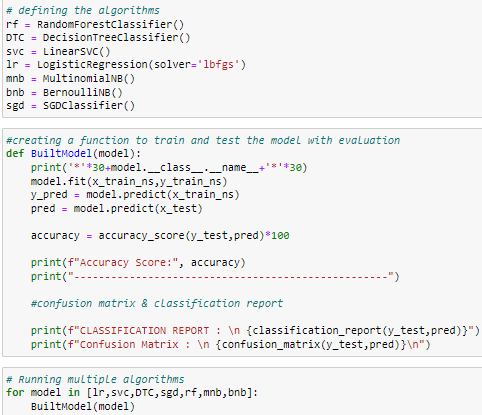 # defining the algorithms
rf = RandomForestClassifier()
DTC = DecisionTreeClassifier()
svc = LinearSVC()
lr = LogisticRegression(solver='lbfgs')
mnb = MultinomialNB()
bnb = BernoulliNB()
sgd = SGDClassifier()
#creating a function to train and test the model with evaluation
def BuiltModel(model):
    print('*'*30+model.__class__.__name__+'*'*30)
    model.fit(x_train_ns,y_train_ns)
    y_pred = model.predict(x_train_ns)
    pred = model.predict(x_test)
    accuracy = accuracy_score(y_test,pred)*100
    print(f"Accuracy Score:", accuracy)
    print("--------------------------------------------------")
    #confusion matrix & classification report
    print(f"CLASSIFICATION REPORT : \n {classification_report(y_test,pred)}")
    print(f"Confusion Matrix : \n {confusion_matrix(y_test,pred)}\n")
# Running multiple algorithms
for model in [lr,svc,DTC,sgd,rf,mnb,bnb]:
    BuiltModel(model)